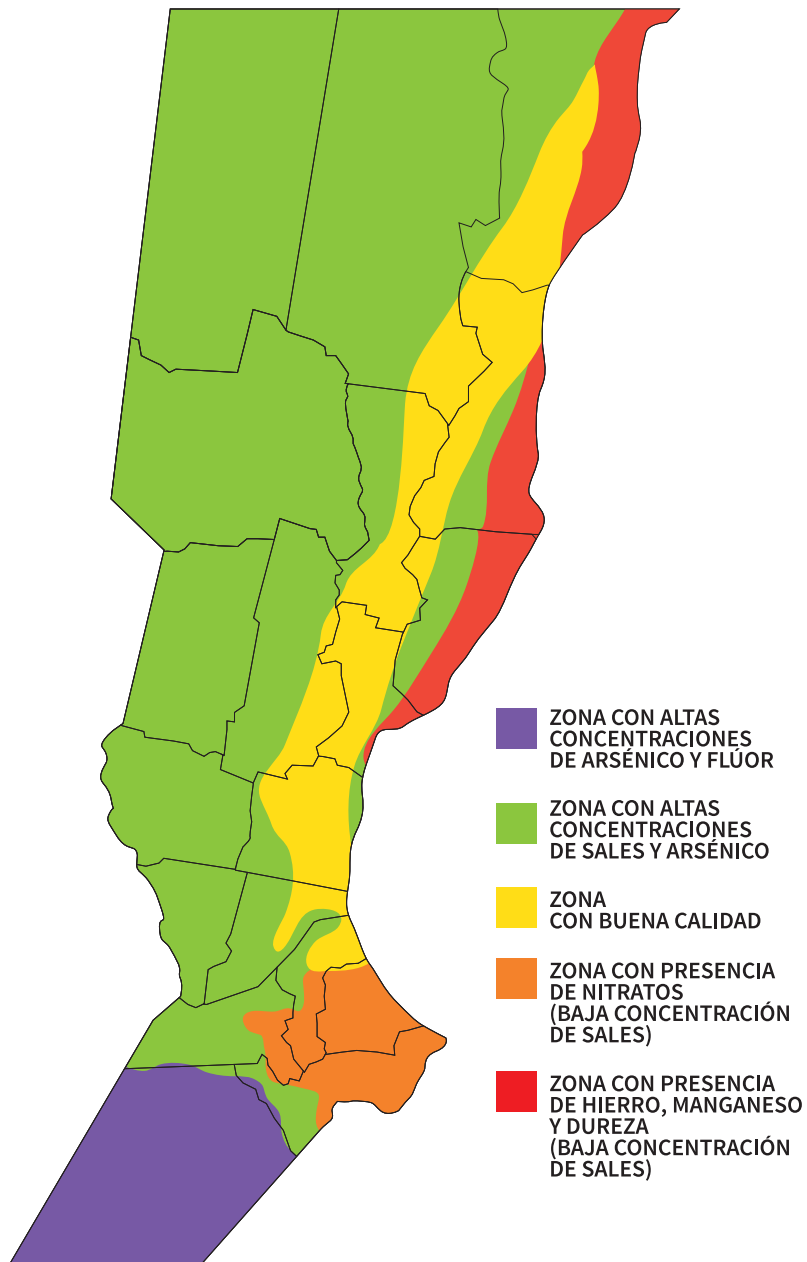 ZONA CON ALTAS
CONCENTRACIONES
DE ARSÉNICO Y FLÚOR
ZONA CON ALTAS
CONCENTRACIONES
DE SALES Y ARSÉNICO
ZONA
CON BUENA CALIDAD
ZONA CON PRESENCIA
DE NITRATOS
(BAJA CONCENTRACIÓN
DE SALES)
ZONA CON PRESENCIA
DE HIERRO, MANGANESO
Y DUREZA
(BAJA CONCENTRACIÓN
DE SALES)